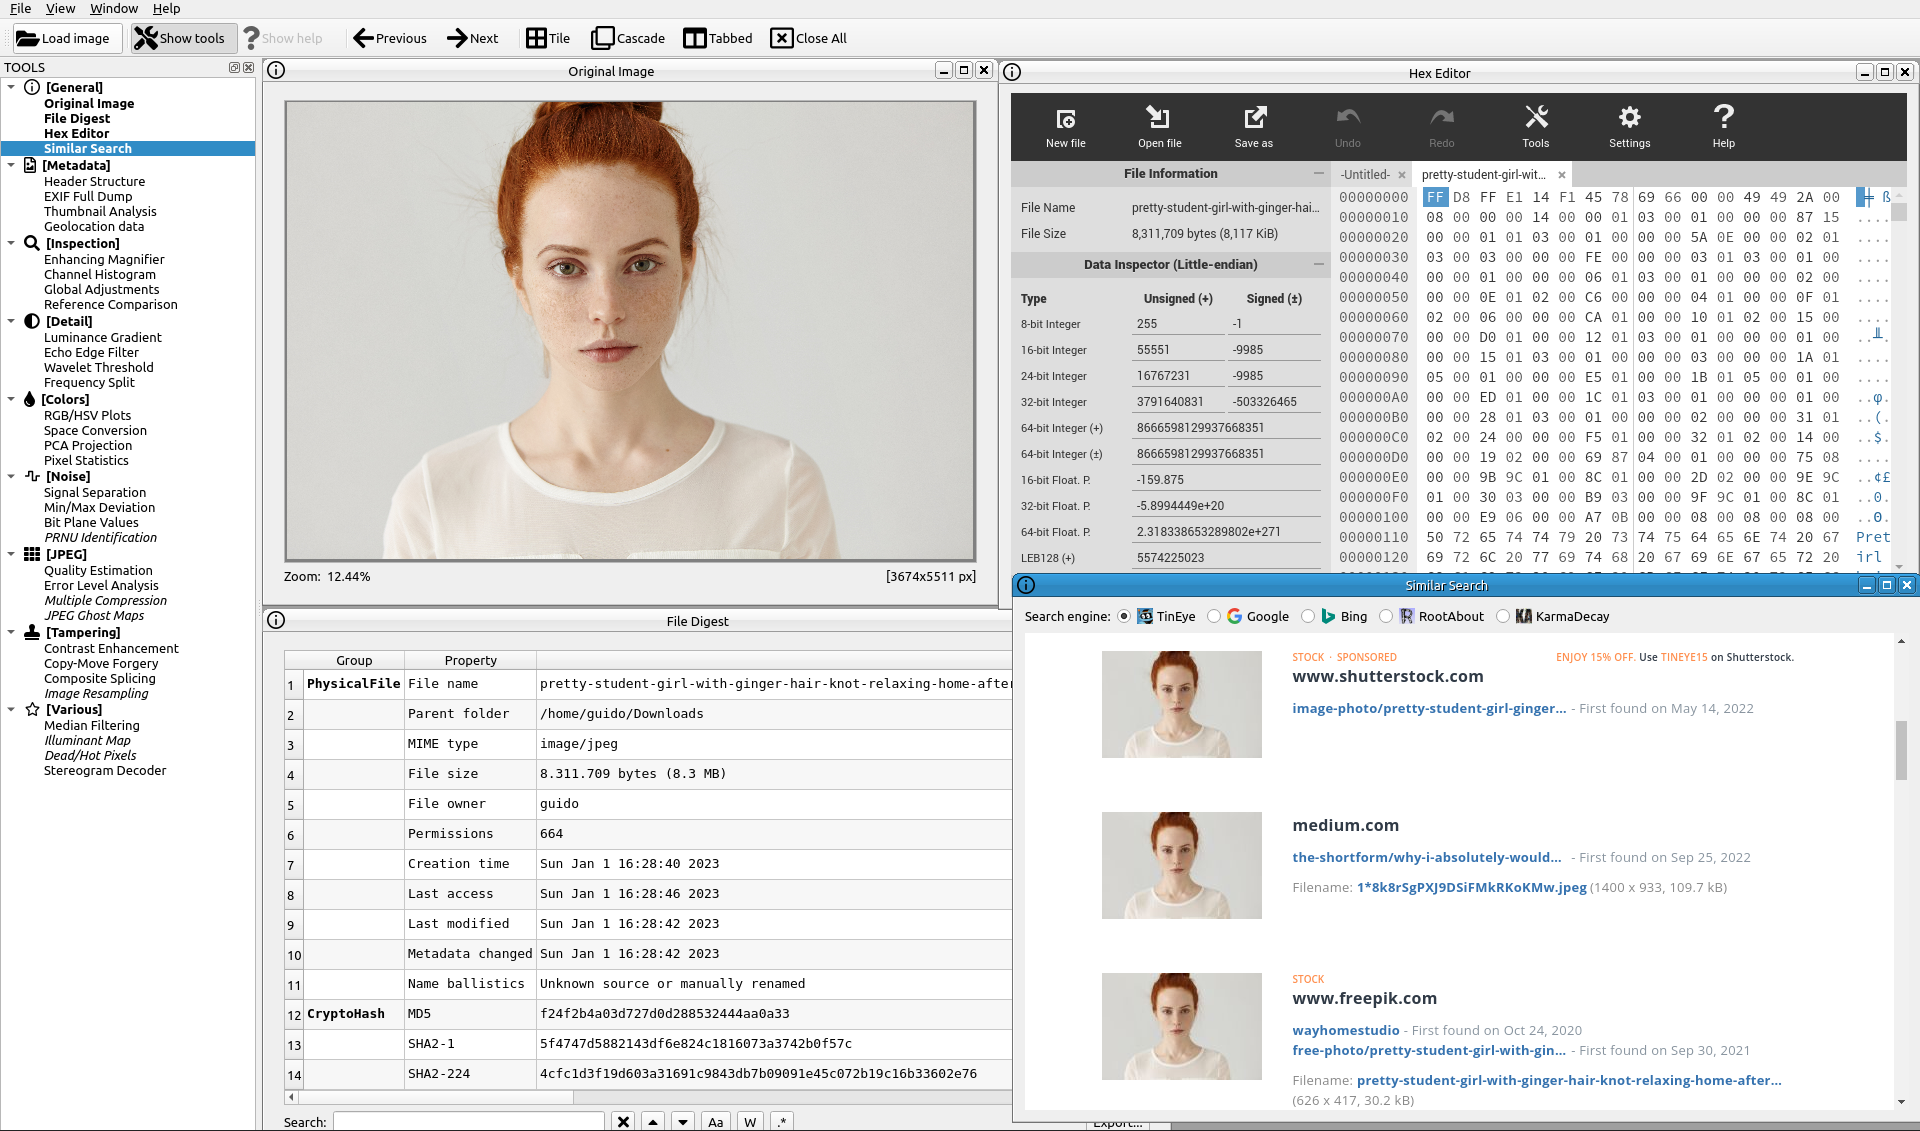 File View Window Help
Load image Show tools Show help Previous Next Tile Cascade Tabbed Close All
TOOLS
[General]
Original Image
File Digest
Hex Editor
Similar Search
[Metadata]
Header Structure
EXIF Full Dump
Thumbnail Analysis
Geolocation data
[Inspection]
Enhancing Magnifier
Channel Histogram
Global Adjustments
Reference Comparison
[Detail]
Luminance Gradient
Echo Edge Filter
Wavelet Threshold
Frequency Split
[Colors]
RGB/HSV Plots
Space Conversion
PCA Projection
Pixel Statistics
[Noise]
Signal Separation
Min/Max Deviation
Bit Plane Values
PRNU Identification
[JPEG]
Quality Estimation
Error Level Analysis
Multiple Compression
JPEG Ghost Maps
[Tampering]
Contrast Enhancement
Copy-Move Forgery
Composite Splicing
Image Resampling
[Various]
Median Filtering
Illuminant Map
Dead/Hot Pixels
Stereogram Decoder
Original Image
Zoom: 12.44% [3674x5511 px]
File Digest
Group Property
1 PhysicalFile File name pretty-student-girl-with-ginger-hair-knot-relaxing-home-after
2 Parent folder /home/guido/Downloads
3 MIME type image/jpeg
4 File size 8.311.709 bytes (8.3 MB)
5 File owner guido
6 Permissions 664
7 Creation time Sun Jan 1 16:28:40 2023
8 Last access Sun Jan 1 16:28:46 2023
9 Last modified Sun Jan 1 16:28:42 2023
10 Metadata changed Sun Jan 1 16:28:42 2023
11 Name ballistics Unknown source or manually renamed
12 CryptoHash MD5 f24f2b4a03d727d0d288532444aa0a33
13 SHA2-1 5f4747d5882143df6e824c1816073a3742b0f57c
14 SHA2-224 4cfc1d3f19d603a31691c9843db7b09091e45c072b19c16b33602e76
Search: Aa W .* Export...
Hex Editor
New file Open file Save as Undo Redo Tools Settings Help
File Information
File Name pretty-student-girl-with-ginger-hai...
File Size 8,311,709 bytes (8,117 KiB)
Data Inspector (Little-endian)
Type Unsigned (+) Signed (±)
8-bit Integer 255 -1
16-bit Integer 55551 -9985
24-bit Integer 16767231 -9985
32-bit Integer 3791640831 -503326465
64-bit Integer (+) 8666598129937668351
64-bit Integer (±) 8666598129937668351
16-bit Float. P. -159.875
32-bit Float. P. -5.8994449e+20
64-bit Float. P. 2.318338653289802e+271
LEB128 (+) 5574225023
-Untitled- × pretty-student-girl-wit... ×
00000000 FF D8 FF E1 14 F1 45 78 69 66 00 00 49 49 2A 00
00000010 08 00 00 00 14 00 00 01 03 00 01 00 00 00 87 15
00000020 00 00 01 01 03 00 01 00 00 00 5A 0E 00 00 02 01
00000030 03 00 03 00 00 00 FE 00 00 00 03 01 03 00 01 00
00000040 00 00 01 00 00 00 06 01 03 00 01 00 00 00 02 00
00000050 00 00 0E 01 02 00 C6 00 00 00 04 01 00 00 0F 01
00000060 02 00 06 00 00 00 CA 01 00 00 10 01 02 00 15 00
00000070 00 00 D0 01 00 00 12 01 03 00 01 00 00 00 01 00
00000080 00 00 15 01 03 00 01 00 00 00 03 00 00 00 1A 01
00000090 05 00 01 00 00 00 E5 01 00 00 1B 01 05 00 01 00
000000A0 00 00 ED 01 00 00 1C 01 03 00 01 00 00 00 01 00
000000B0 00 00 28 01 03 00 01 00 00 00 02 00 00 00 31 01
000000C0 02 00 24 00 00 00 F5 01 00 00 32 01 02 00 14 00
000000D0 00 00 19 02 00 00 69 87 04 00 01 00 00 00 75 08
000000E0 00 00 9B 9C 01 00 8C 01 00 00 2D 02 00 00 9E 9C
000000F0 01 00 30 03 00 00 B9 03 00 00 9F 9C 01 00 8C 01
00000100 00 00 E9 06 00 00 A7 0B 00 00 08 00 08 00 08 00
00000110 50 72 65 74 74 79 20 73 74 75 64 65 6E 74 20 67 Pret
00000120 69 72 6C 20 77 69 74 68 20 67 69 6E 67 65 72 20 irl
Similar Search
Search engine: TinEye Google Bing RootAbout KarmaDecay
STOCK · SPONSORED ENJOY 15% OFF. Use TINEYE15 on Shutterstock.
www.shutterstock.com
image-photo/pretty-student-girl-ginger... - First found on May 14, 2022
medium.com
the-shortform/why-i-absolutely-would... - First found on Sep 25, 2022
Filename: 1*8k8rSgPXJ9DSiFMkRKoKMw.jpeg (1400 x 933, 109.7 kB)
STOCK
www.freepik.com
wayhomestudio - First found on Oct 24, 2020
free-photo/pretty-student-girl-with-gin... - First found on Sep 30, 2021
Filename: pretty-student-girl-with-ginger-hair-knot-relaxing-home-after...
(626 x 417, 30.2 kB)